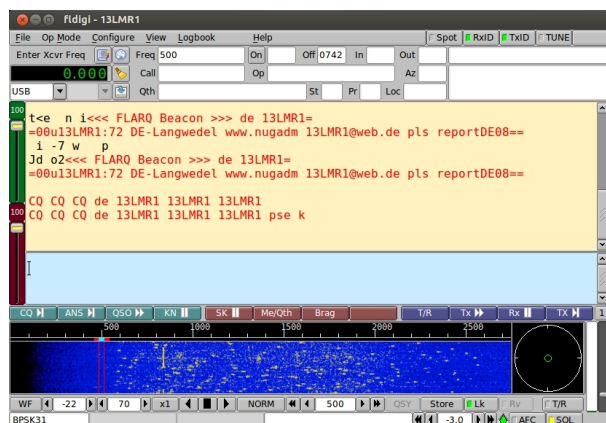 fldigi - 13LMR1
File Op Mode Configure View Logbook Help Spot RxID TxID TUNE
Enter Xcvr Freq Freq 500 On Off 0742 In Out
0.000 Call Op Az
USB Qth St Pr Loc
100
t<e n i<<< FLARQ Beacon >>> de 13LMR1=
=00u13LMR1:72 DE-Langwedel www.nugadm 13LMR1@web.de pls reportDE08==
i -7 w p
Jd o2<<< FLARQ Beacon >>> de 13LMR1=
=00u13LMR1:72 DE-Langwedel www.nugadm 13LMR1@web.de pls reportDE08==
CQ CQ CQ de 13LMR1 13LMR1 13LMR1
100
CQ CQ CQ de 13LMR1 13LMR1 13LMR1 pse k
CQ ANS QSO KN SK Me/Qth Brag T/R Tx Rx TX 1
500 1000 1500 2000 2500
WF -22 70 x1 NORM 500 QSY Store Lk Rv T/R
BPSK31 -3.0 AFC SQL